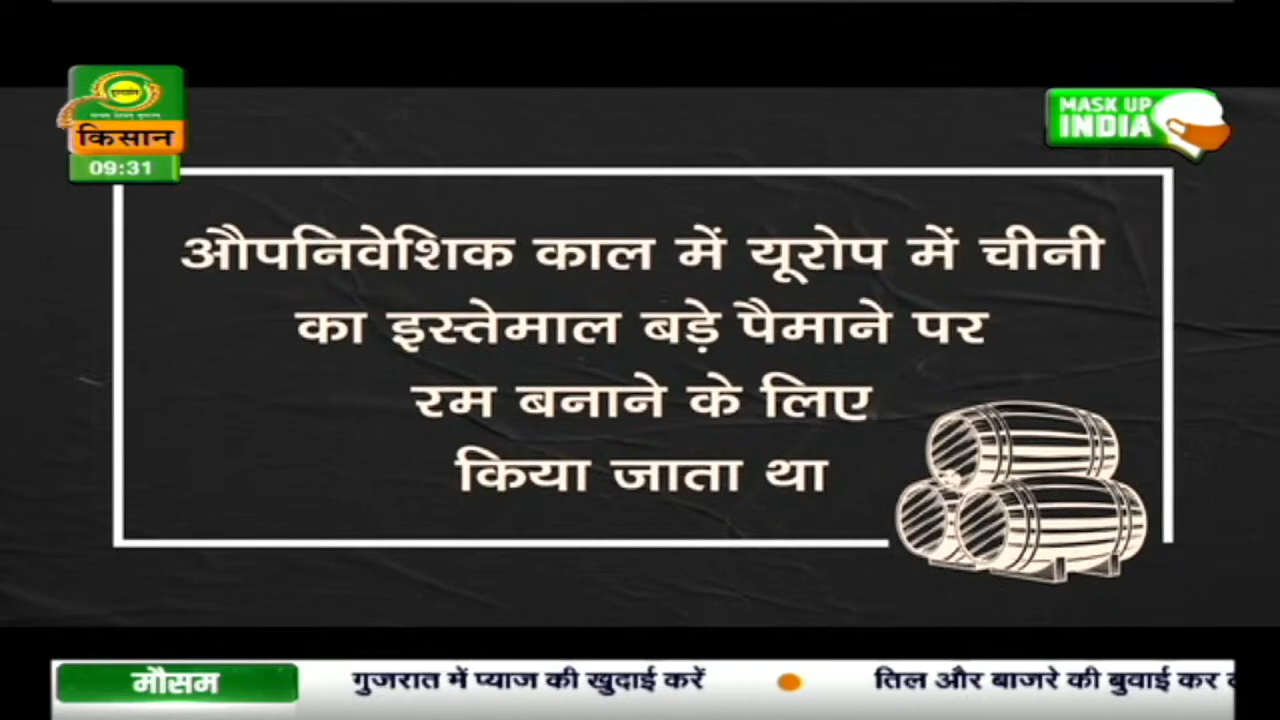 किसान
09:31
MASK UP
INDIA
औपनिवेशिक काल में यूरोप में चीनी
का इस्तेमाल बड़े पैमाने पर
रम बनाने के लिए
किया जाता था
मौसम
गुजरात में प्याज की खुदाई करें
तिल और बाजरे की बुवाई कर